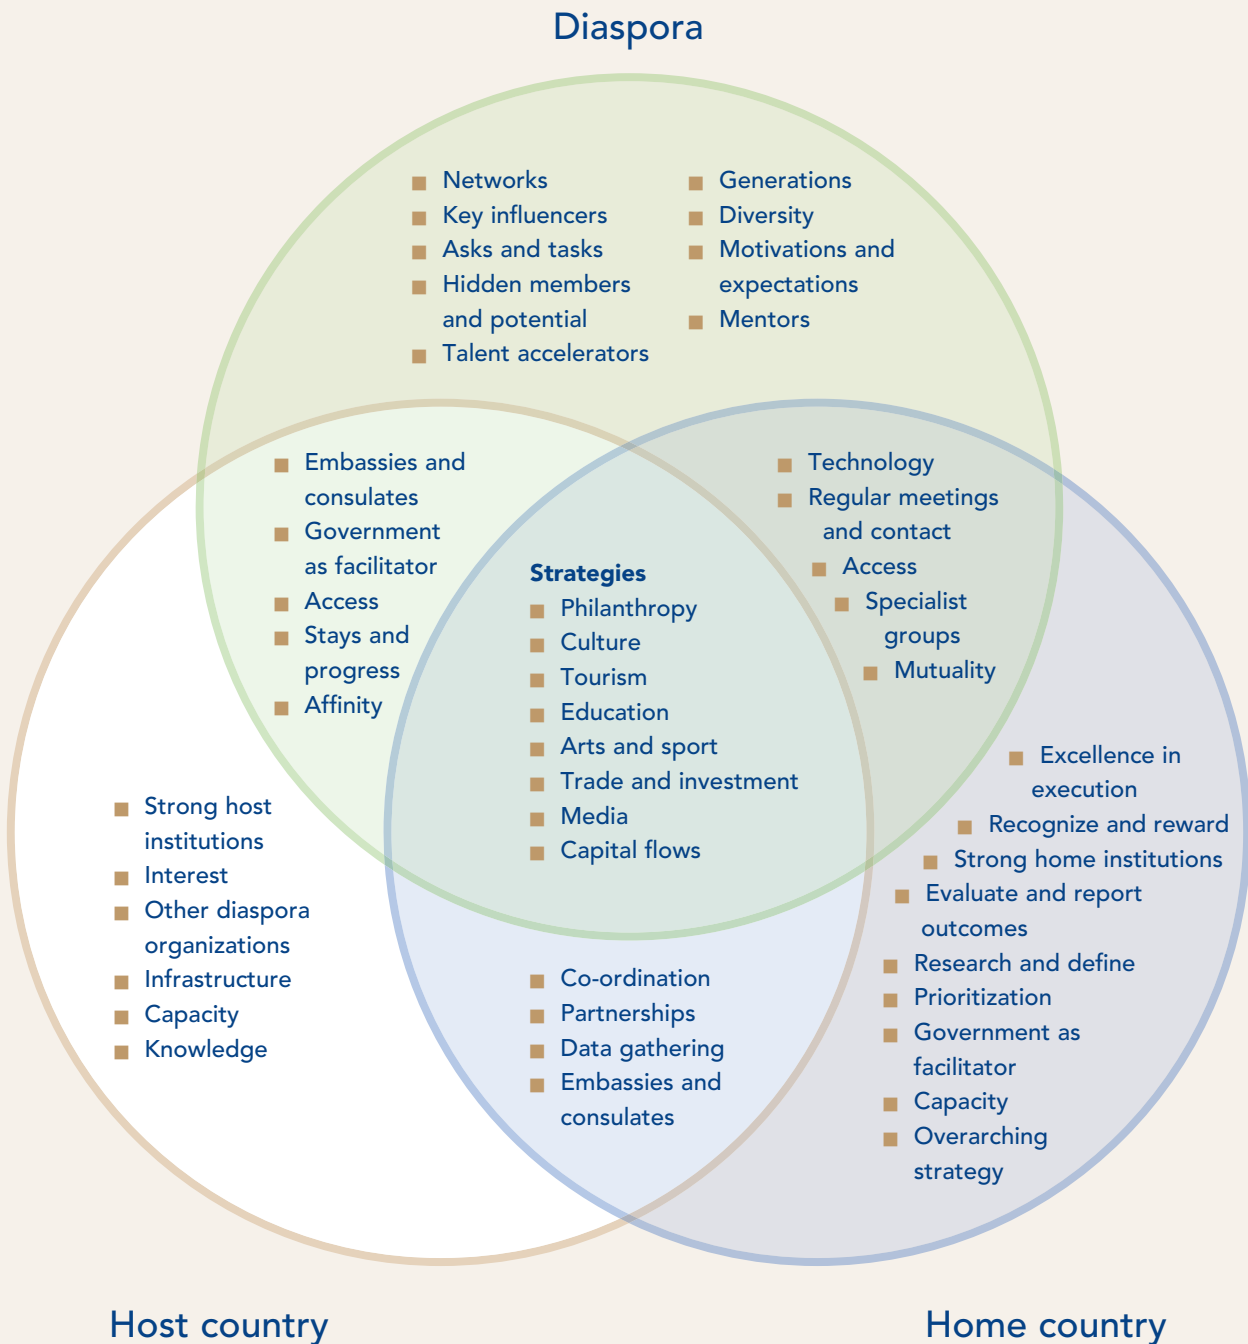 Diaspora
Networks
Key influencers
Asks and tasks
Hidden members
and potential
Talent accelerators
Generations
Diversity
Motivations and
expectations
Mentors
Embassies and
consulates
Government
as facilitator
Access
Stays and
progress
Affinity
Strategies
Philanthropy
Culture
Tourism
Education
Arts and sport
Trade and investment
Media
Capital flows
Technology
Regular meetings
and contact
Access
Specialist
groups
Mutuality
Strong host
institutions
Interest
Other diaspora
organizations
Infrastructure
Capacity
Knowledge
Co-ordination
Partnerships
Data gathering
Embassies and
consulates
Excellence in
execution
Recognize and reward
Strong home institutions
Evaluate and report
outcomes
Research and define
Prioritization
Government as
facilitator
Capacity
Overarching
strategy
Host country
Home country